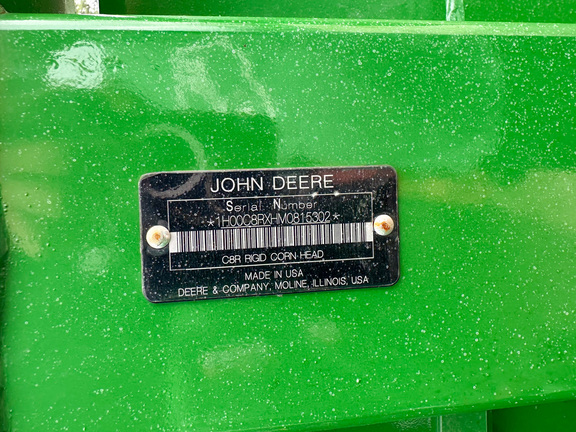 JOHN DEERE
Serial Number
*1H00C8RXHM0815302*
C8R RIGID CORN HEAD
MADE IN USA
DEERE & COMPANY, MOLINE, ILLINOIS, USA